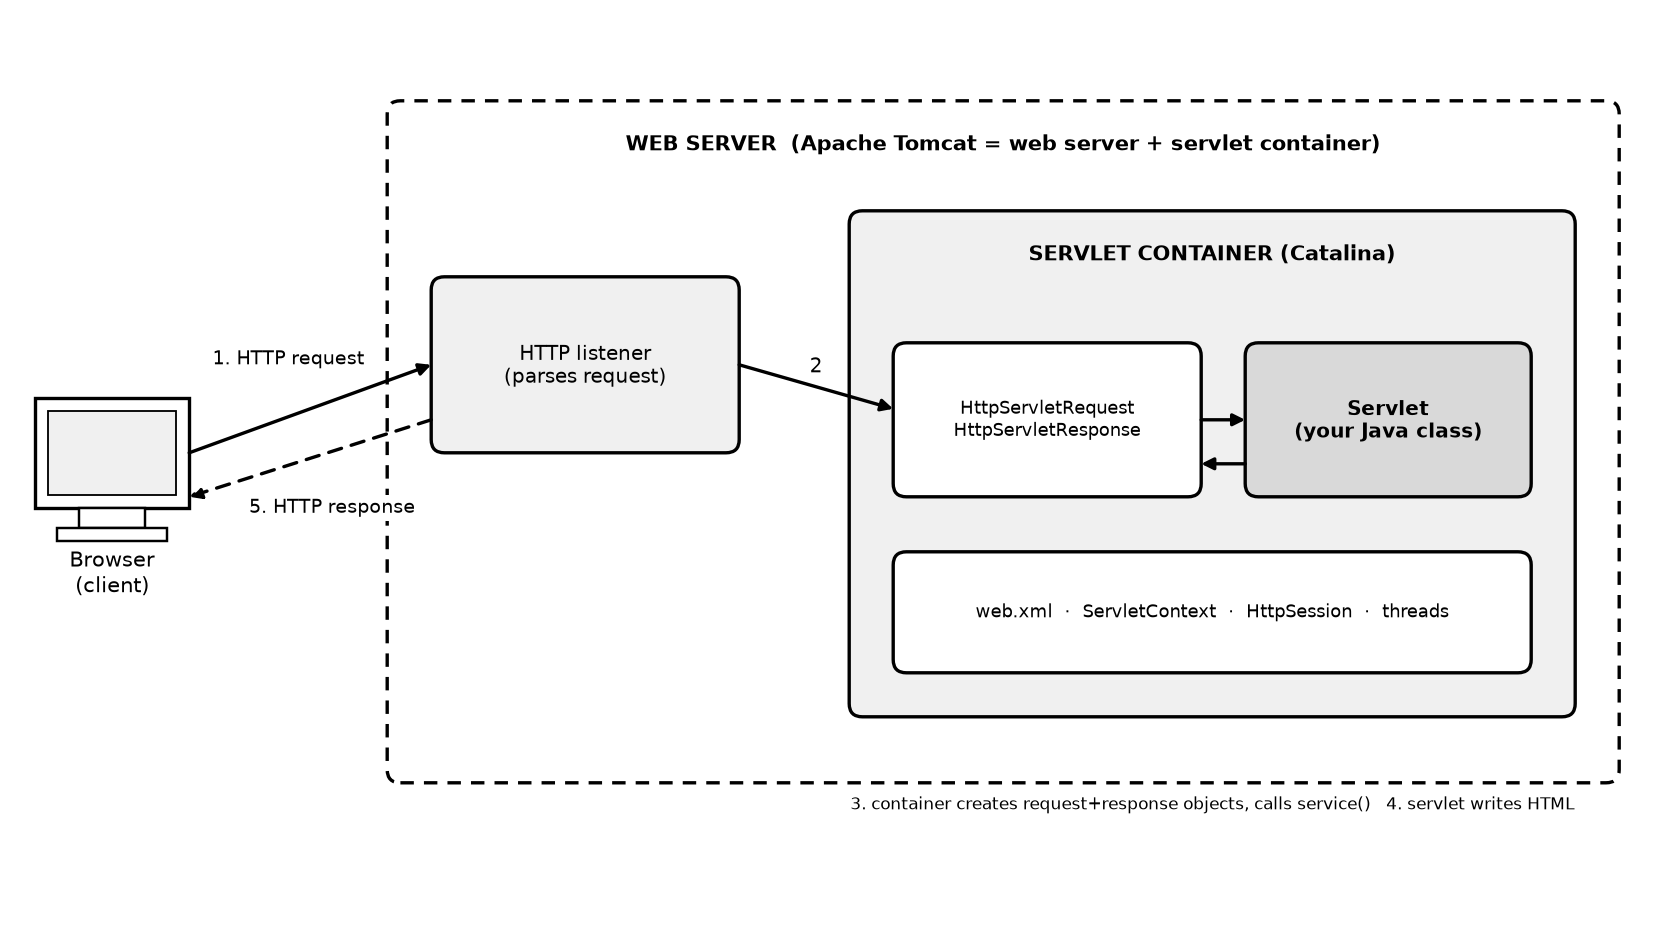 WEB SERVER  (Apache Tomcat = web server + servlet container)
SERVLET CONTAINER (Catalina)
1. HTTP request
HTTP listener
(parses request)
2
HttpServletRequest
HttpServletResponse
Servlet
(your Java class)
5. HTTP response
Browser
(client)
web.xml · ServletContext · HttpSession · threads
3. container creates request+response objects, calls service()   4. servlet writes HTML